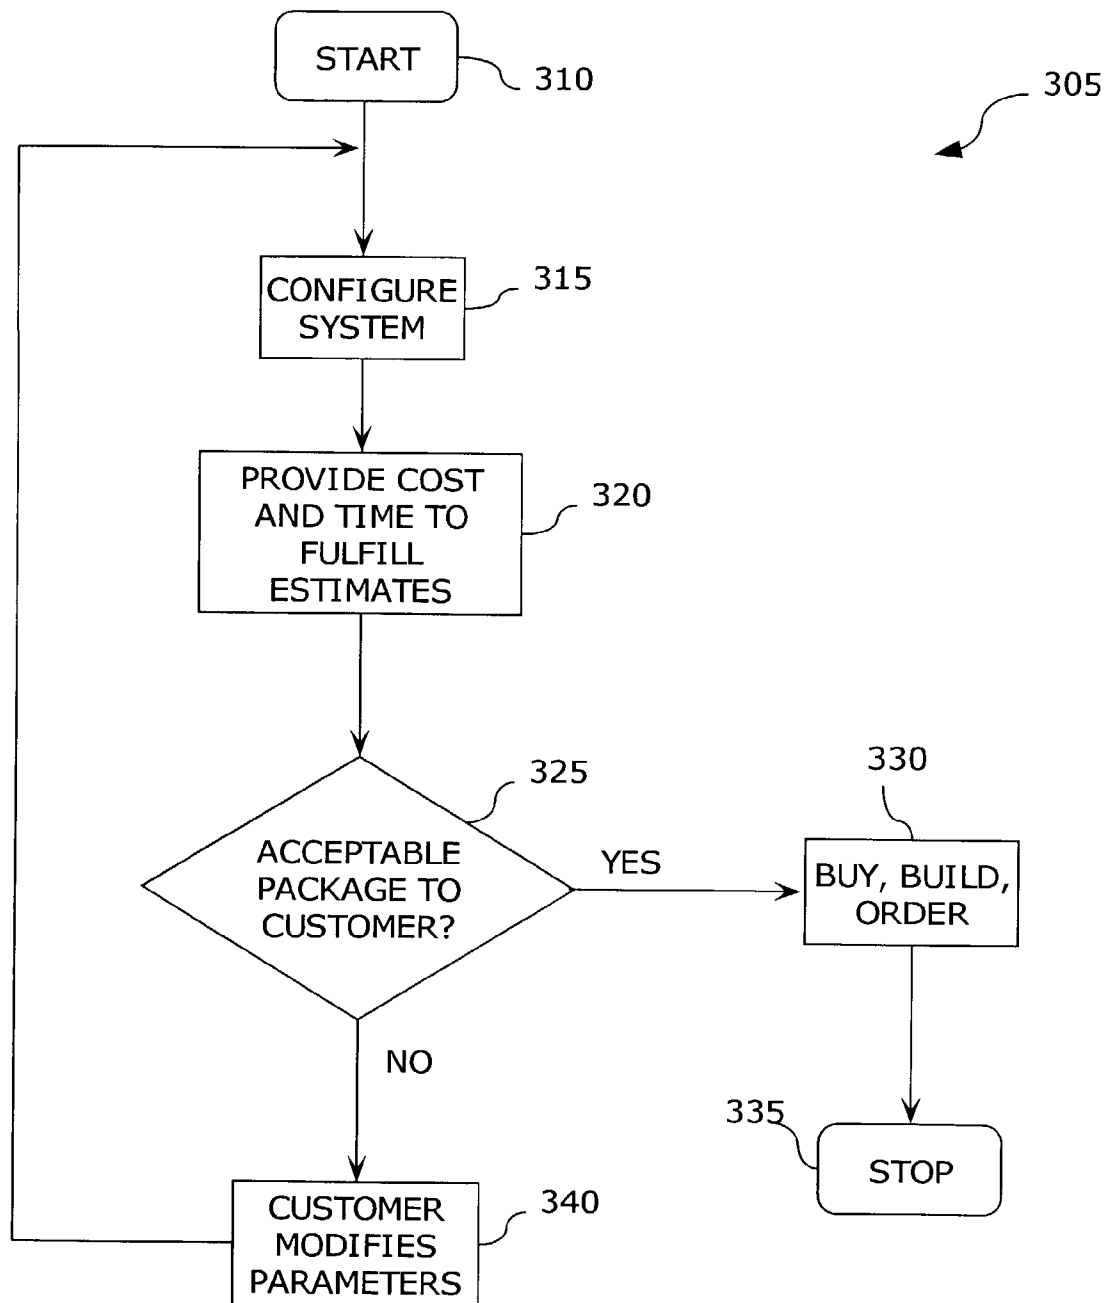 START
310
305
CONFIGURE
SYSTEM
315
PROVIDE COST
AND TIME TO
FULFILL
ESTIMATES
320
325
ACCEPTABLE
PACKAGE TO
CUSTOMER?
YES
330
BUY, BUILD,
ORDER
NO
335
STOP
CUSTOMER
MODIFIES
PARAMETERS
340